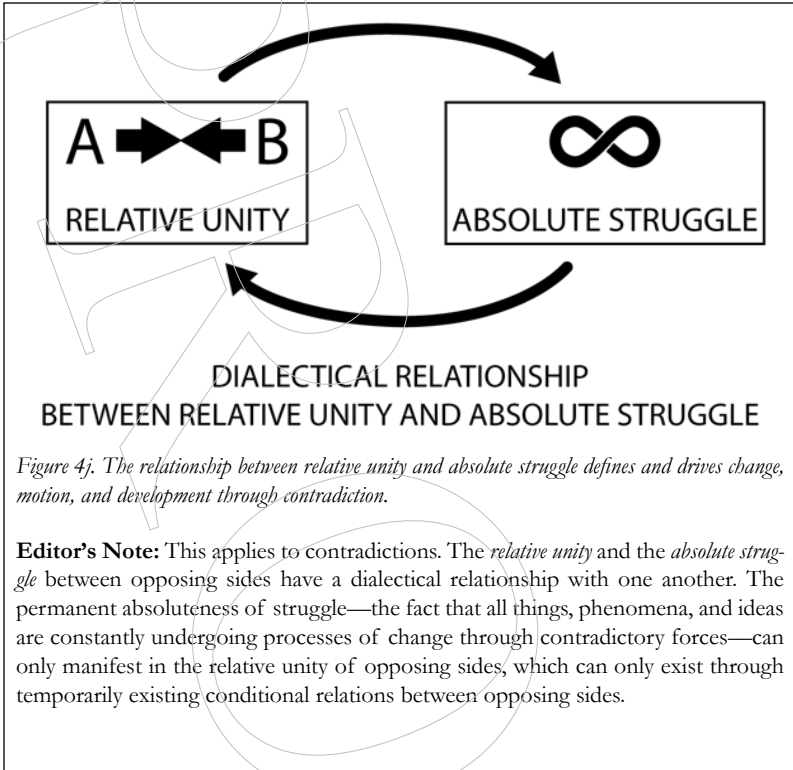 A B
RELATIVE UNITY
ABSOLUTE STRUGGLE
DIALECTICAL RELATIONSHIP
BETWEEN RELATIVE UNITY AND ABSOLUTE STRUGGLE
Figure 4j. The relationship between relative unity and absolute struggle defines and drives change,
motion, and development through contradiction.
Editor's Note: This applies to contradictions. The relative unity and the absolute strug-
gle between opposing sides have a dialectical relationship with one another. The
permanent absoluteness of struggle—the fact that all things, phenomena, and ideas
are constantly undergoing processes of change through contradictory forces—can
only manifest in the relative unity of opposing sides, which can only exist through
temporarily existing conditional relations between opposing sides.